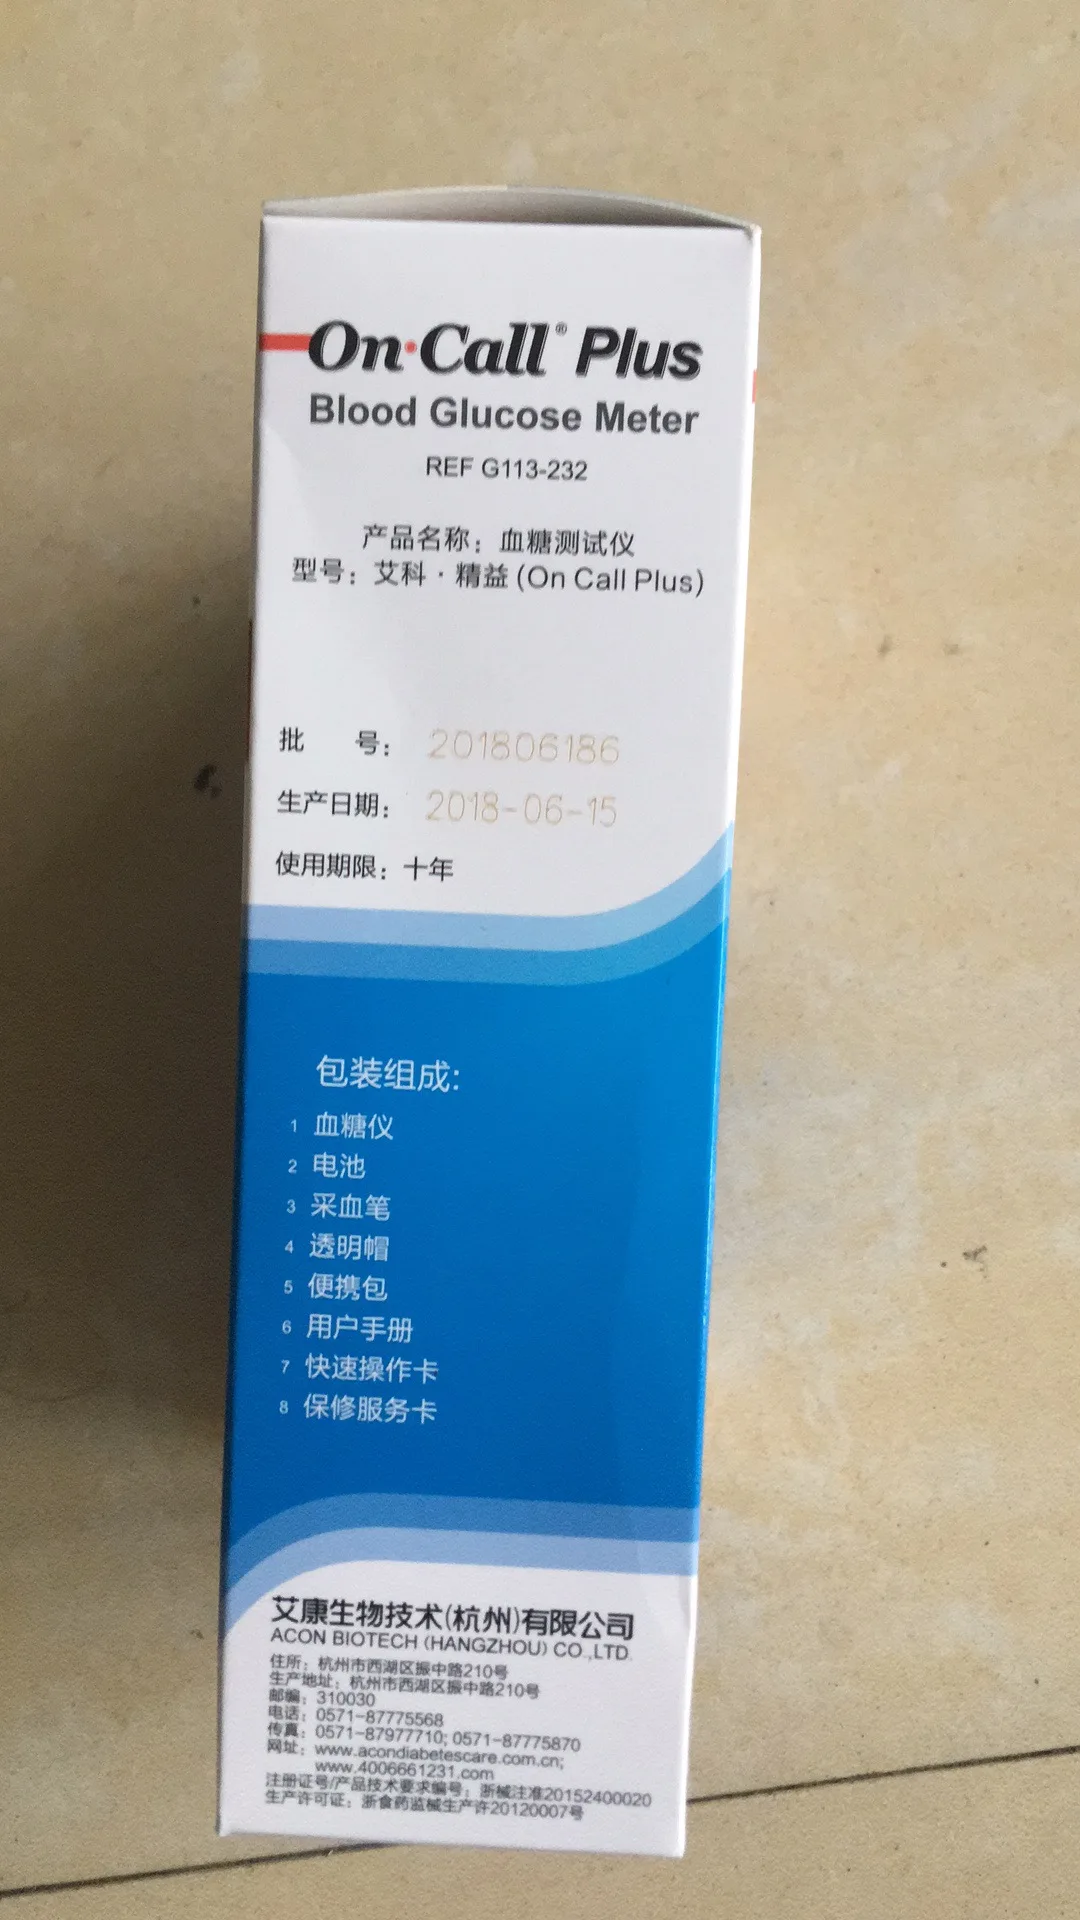 On·Call® Plus
Blood Glucose Meter
REF G113-232
产品名称：血糖测试仪
型号：艾科·精益(On Call Plus)
批 号：201806186
生产日期：2018-06-15
使用期限：十年
包装组成:
1 血糖仪
2 电池
3 采血笔
4 透明帽
5 便携包
6 用户手册
7 快速操作卡
8 保修服务卡
艾康生物技术(杭州)有限公司
ACON BIOTECH (HANGZHOU) CO.,LTD.
住所：杭州市西湖区振中路210号
生产地址：杭州市西湖区振中路210号
邮编：310030
电话：0571-87775568
传真：0571-87977710; 0571-87775870
网址：www.acondiabetescare.com.cn;
www.4006661231.com
注册证号/产品技术要求编号：浙械注准20152400020
生产许可证：浙食药监械生产许20120007号